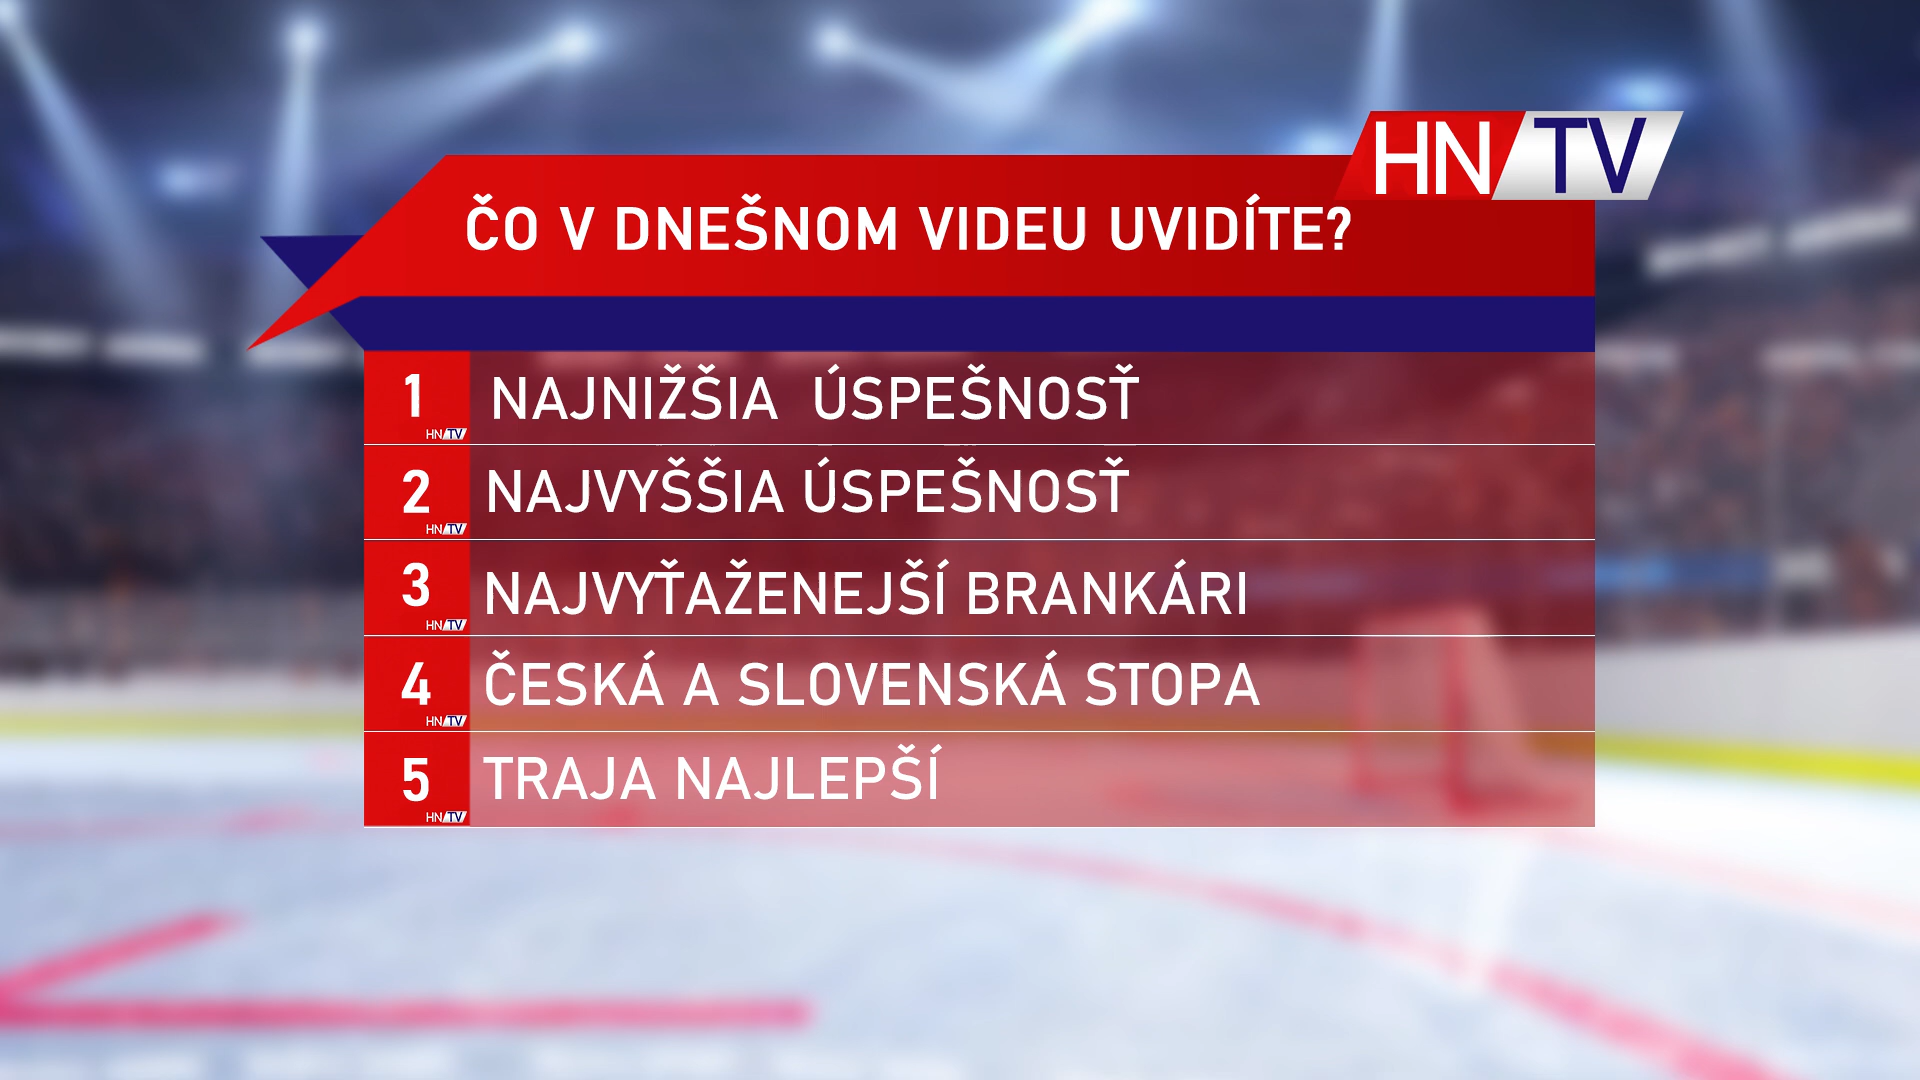 HN TV
ČO V DNEŠNOM VIDEU UVIDÍTE?
1 NAJNIŽŠIA ÚSPEŠNOSŤ
HN TV
2 NAJVYŠŠIA ÚSPEŠNOSŤ
HN TV
3 NAJVYŤAŽENEJŠÍ BRANKÁRI
HN TV
4 ČESKÁ A SLOVENSKÁ STOPA
HN TV
5 TRAJA NAJLEPŠÍ
HN TV